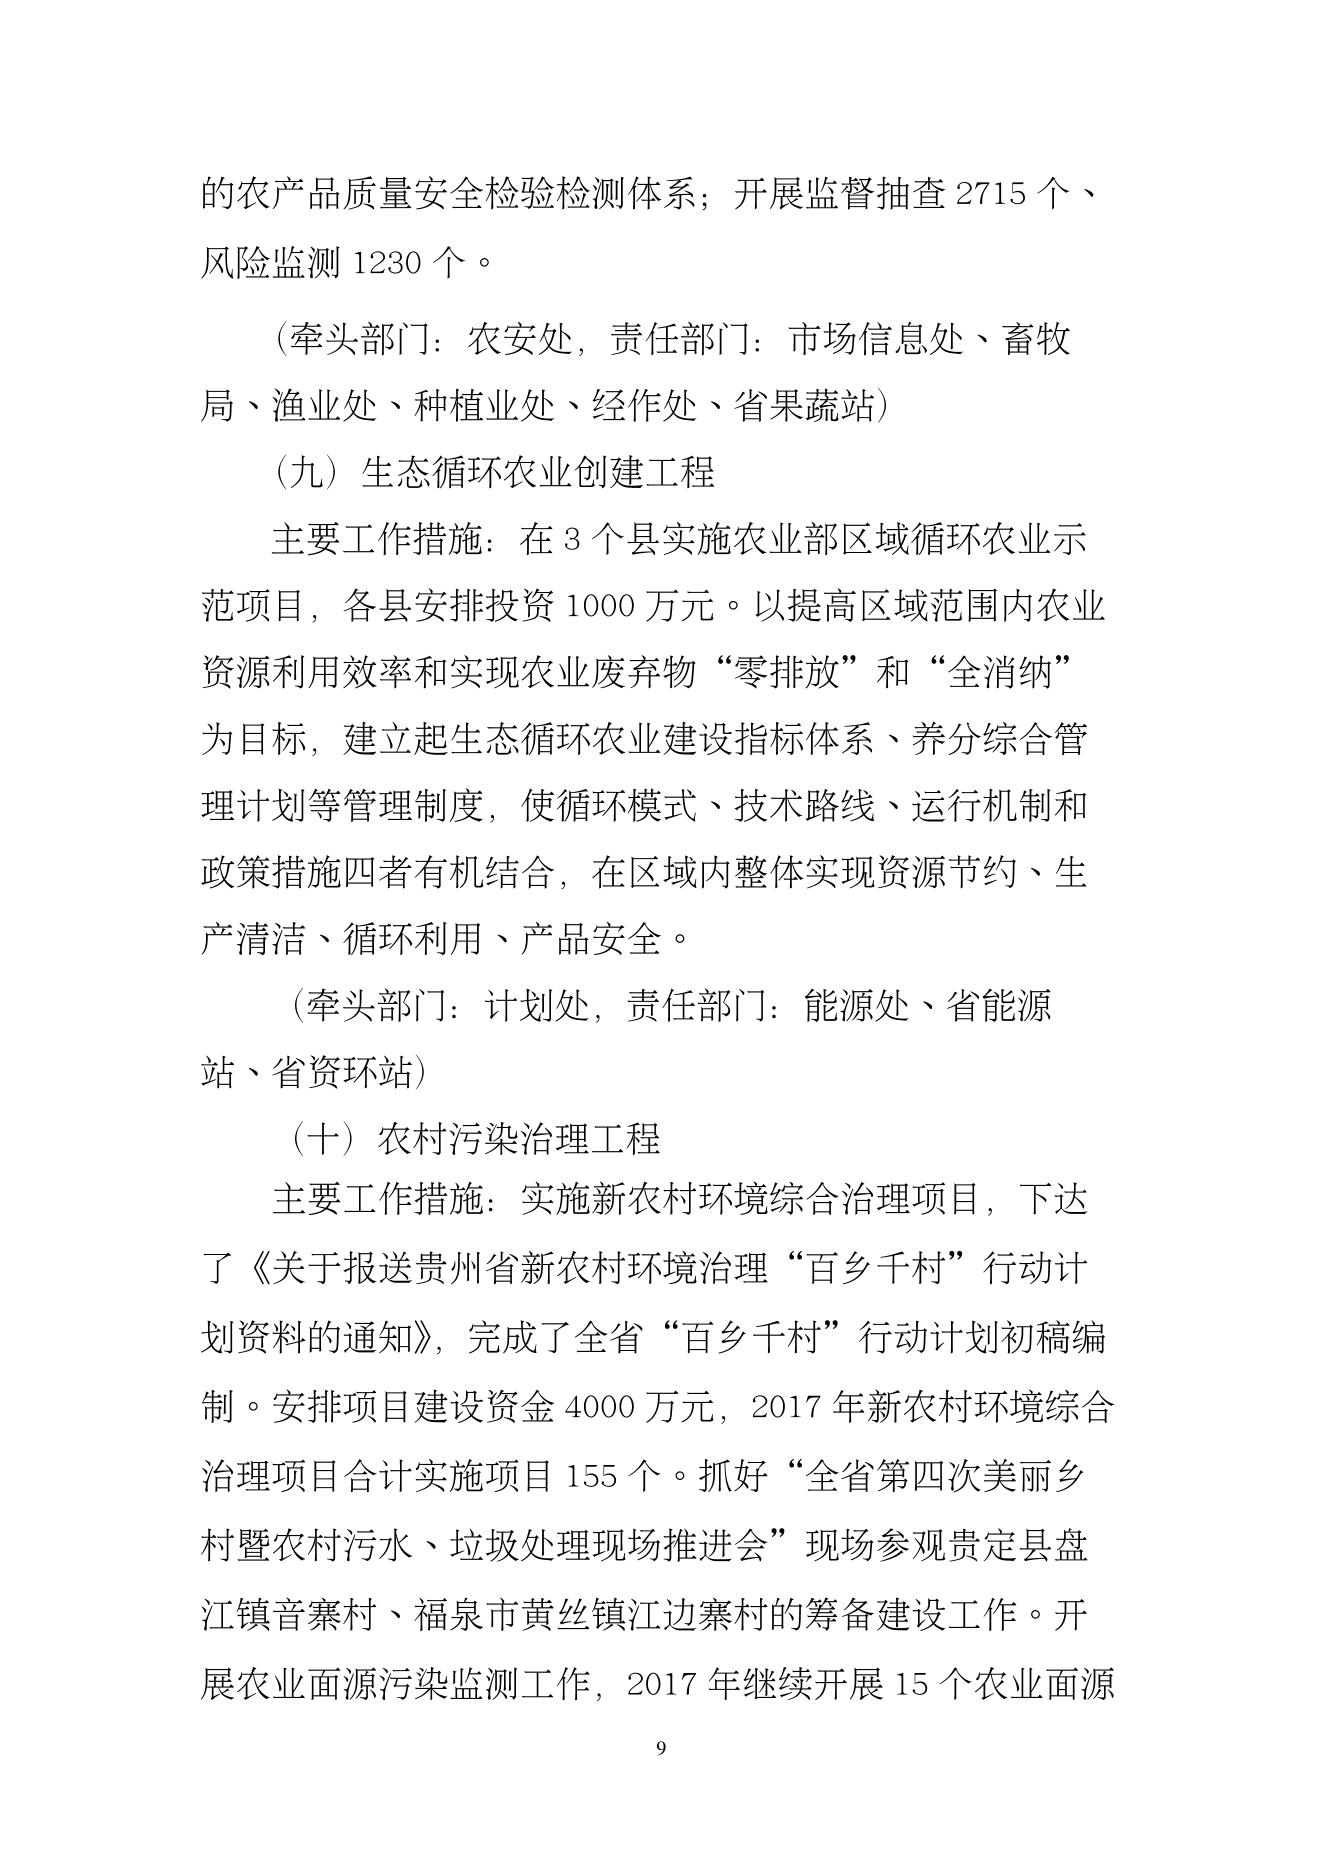 的农产品质量安全检验检测体系；开展监督抽查 2715 个、
风险监测 1230 个。
（牵头部门：农安处，责任部门：市场信息处、畜牧
局、渔业处、种植业处、经作处、省果蔬站）
（九）生态循环农业创建工程
主要工作措施：在 3 个县实施农业部区域循环农业示
范项目，各县安排投资 1000 万元。以提高区域范围内农业
资源利用效率和实现农业废弃物“零排放”和“全消纳”
为目标，建立起生态循环农业建设指标体系、养分综合管
理计划等管理制度，使循环模式、技术路线、运行机制和
政策措施四者有机结合，在区域内整体实现资源节约、生
产清洁、循环利用、产品安全。
（牵头部门：计划处，责任部门：能源处、省能源
站、省资环站）
（十）农村污染治理工程
主要工作措施：实施新农村环境综合治理项目，下达
了《关于报送贵州省新农村环境治理“百乡千村”行动计
划资料的通知》，完成了全省“百乡千村”行动计划初稿编
制。安排项目建设资金 4000 万元，2017 年新农村环境综合
治理项目合计实施项目 155 个。抓好“全省第四次美丽乡
村暨农村污水、垃圾处理现场推进会”现场参观贵定县盘
江镇音寨村、福泉市黄丝镇江边寨村的筹备建设工作。开
展农业面源污染监测工作，2017 年继续开展 15 个农业面源
9